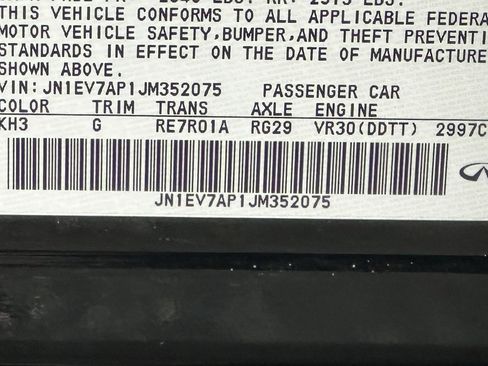 THIS VEHICLE CONFORMS TO ALL APPLICABLE FEDERA
MOTOR VEHICLE SAFETY,BUMPER,AND THEFT PREVENTI
STANDARDS IN EFFECT ON THE DATE OF MANUFACTURE
SHOWN ABOVE.
VIN: JN1EV7AP1JM352075 PASSENGER CAR
COLOR TRIM TRANS AXLE ENGINE
KH3 G RE7R01A RG29 VR30(DDTT) 2997C
JN1EV7AP1JM352075